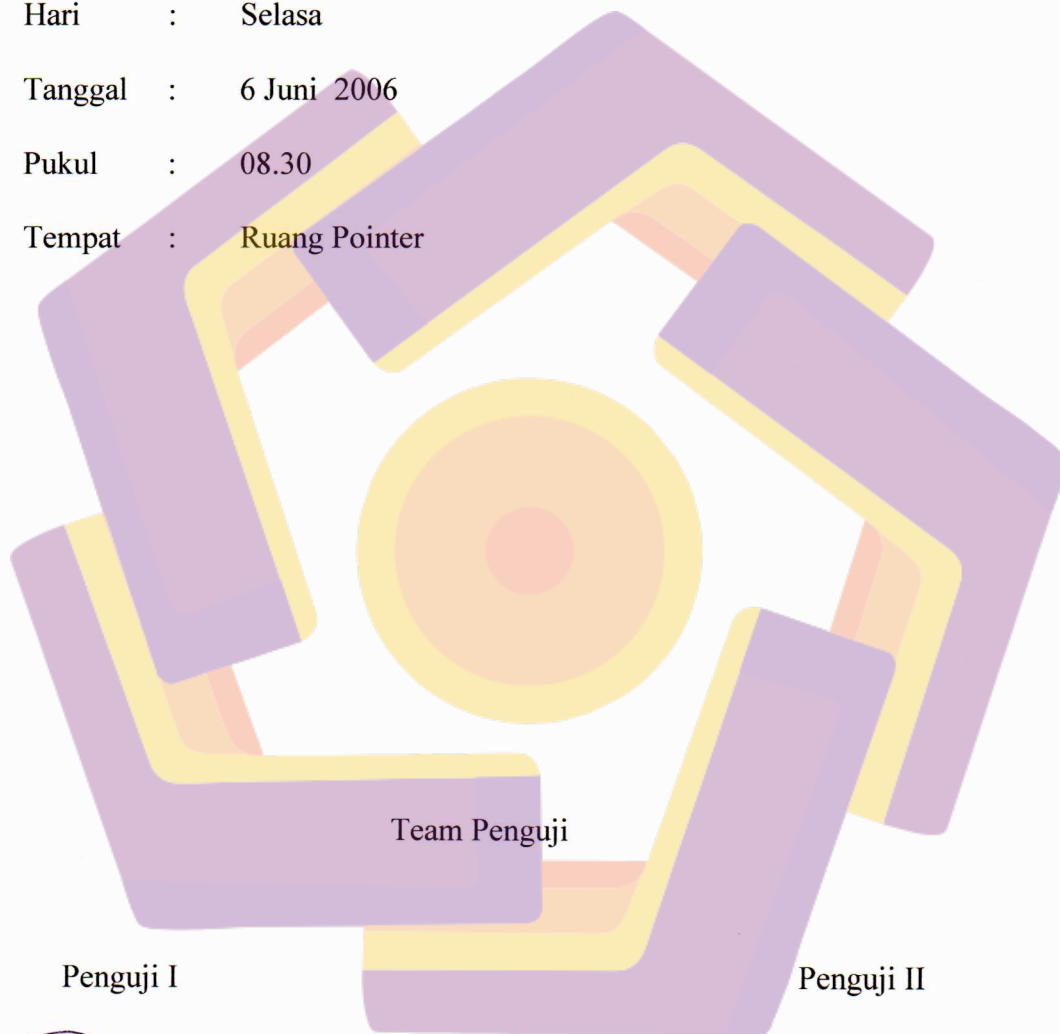 Hari : Selasa
Tanggal : 6 Juni 2006
Pukul : 08.30
Tempat : Ruang Pointer
Team Penguji
Penguji I Penguji II